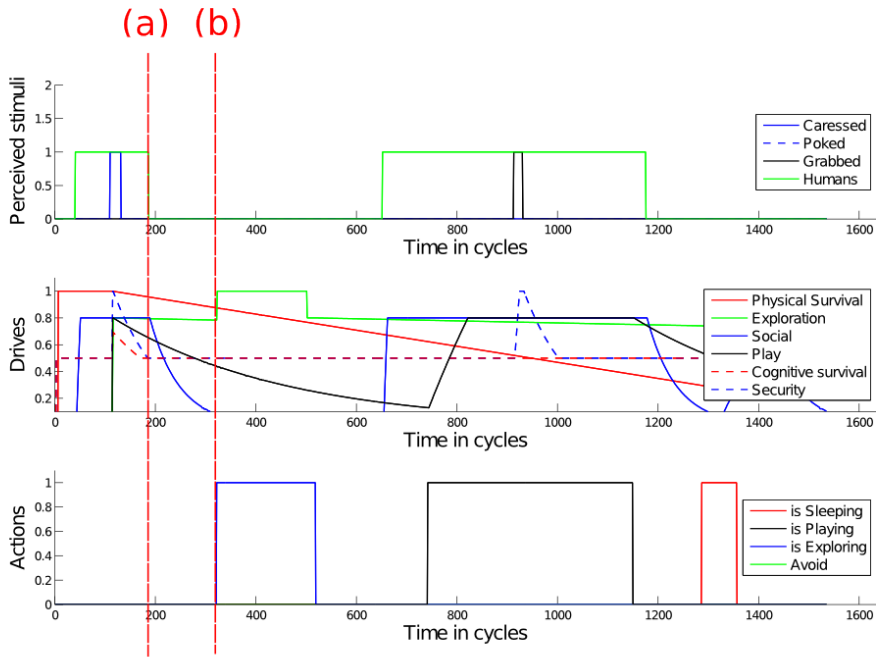 (a) (b)
Perceived stimuli
2
1.5
1
0.5
0
0 200 400 600 800 1000 1200 1400 1600
Time in cycles
Caressed
Poked
Grabbed
Humans
Drives
1
0.8
0.6
0.4
0.2
0 200 400 600 800 1000 1200 1400 1600
Time in cycles
Physical Survival
Exploration
Social
Play
Cognitive survival
Security
Actions
1
0.8
0.6
0.4
0.2
0
0 200 400 600 800 1000 1200 1400 1600
Time in cycles
is Sleeping
is Playing
is Exploring
Avoid